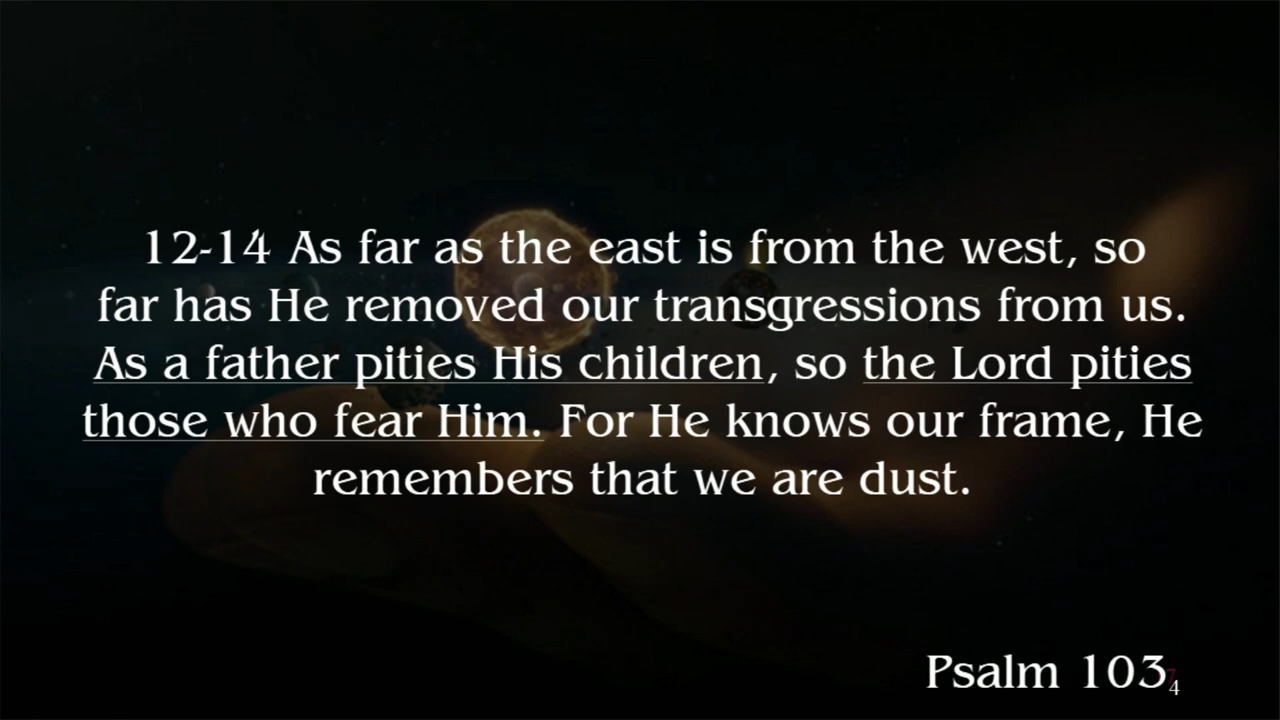 12-14 As far as the east is from the west, so
far has He removed our transgressions from us.
As a father pities His children, so the Lord pities
those who fear Him. For He knows our frame, He
remembers that we are dust.
Psalm 103
4